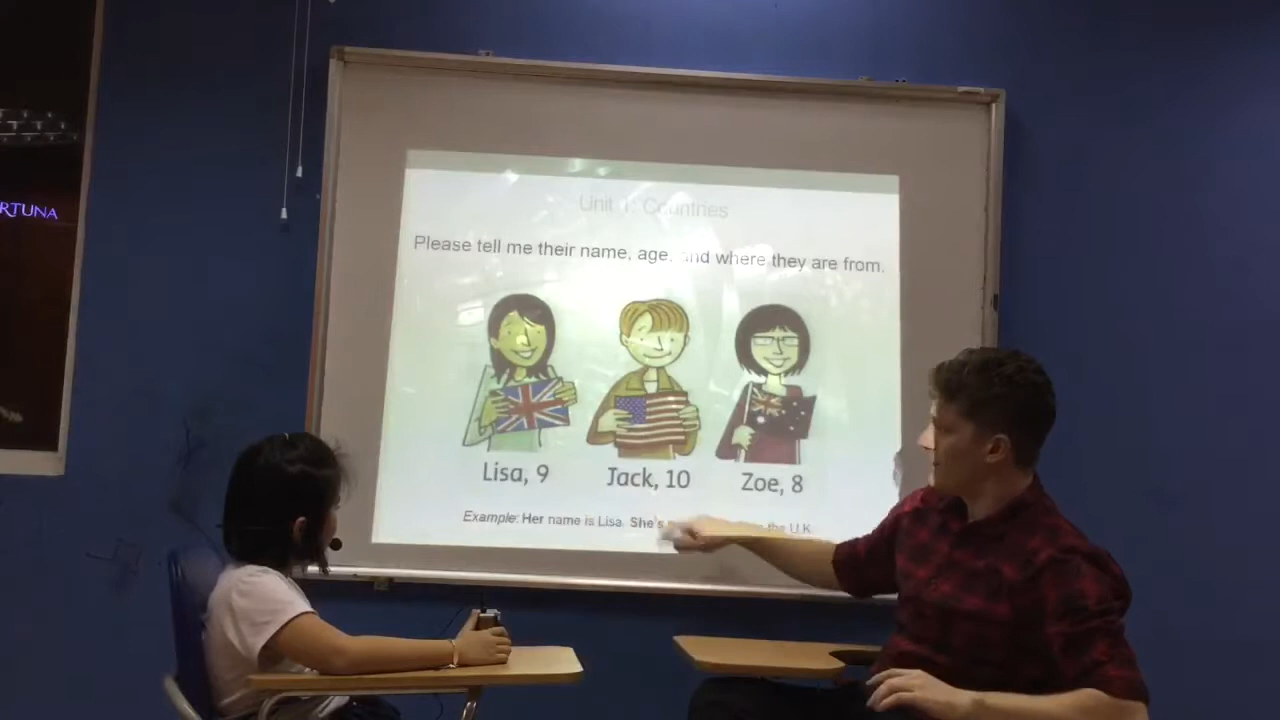 RTUNA
Unit 1: Countries
Please tell me their name, age, and where they are from.
Lisa, 9
Jack, 10
Zoe, 8
Example: Her name is Lisa. She's the U.K